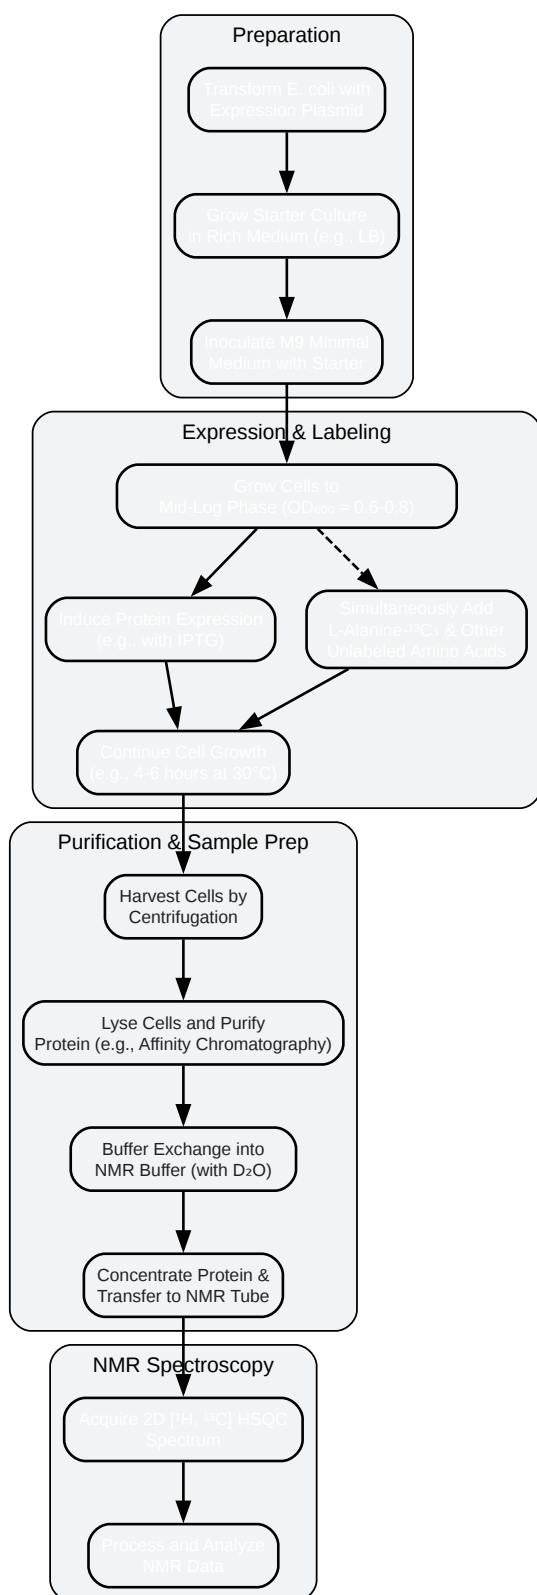 Preparation
Transform E. coli with
Expression Plasmid
Grow Starter Culture
in Rich Medium (e.g., LB)
Inoculate M9 Minimal
Medium with Starter
Expression & Labeling
Grow Cells to
Mid-Log Phase (OD₆₀₀ = 0.6-0.8)
Induce Protein Expression
(e.g., with IPTG)
Simultaneously Add
L-Alanine-¹³C₃ & Other
Unlabeled Amino Acids
Continue Cell Growth
(e.g., 4-6 hours at 30°C)
Purification & Sample Prep
Harvest Cells by
Centrifugation
Lyse Cells and Purify
Protein (e.g., Affinity Chromatography)
Buffer Exchange into
NMR Buffer (with D₂O)
Concentrate Protein &
Transfer to NMR Tube
NMR Spectroscopy
Acquire 2D [¹H, ¹³C] HSQC
Spectrum
Process and Analyze
NMR Data